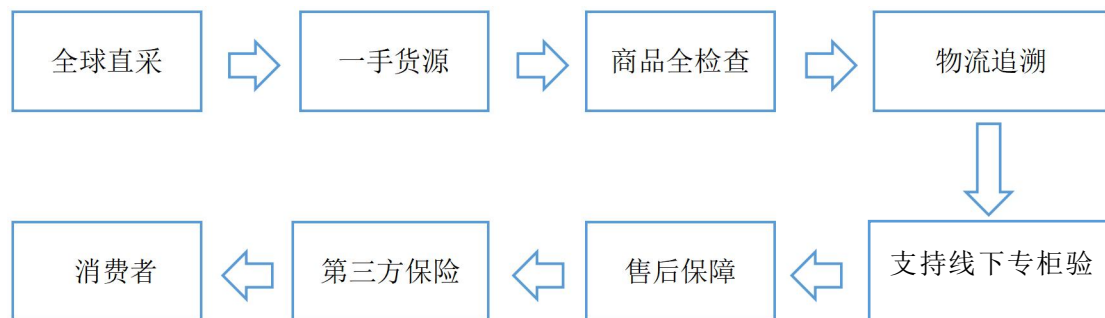 全球直采
一手货源
商品全检查
物流追溯
支持线下专柜验
售后保障
第三方保险
消费者